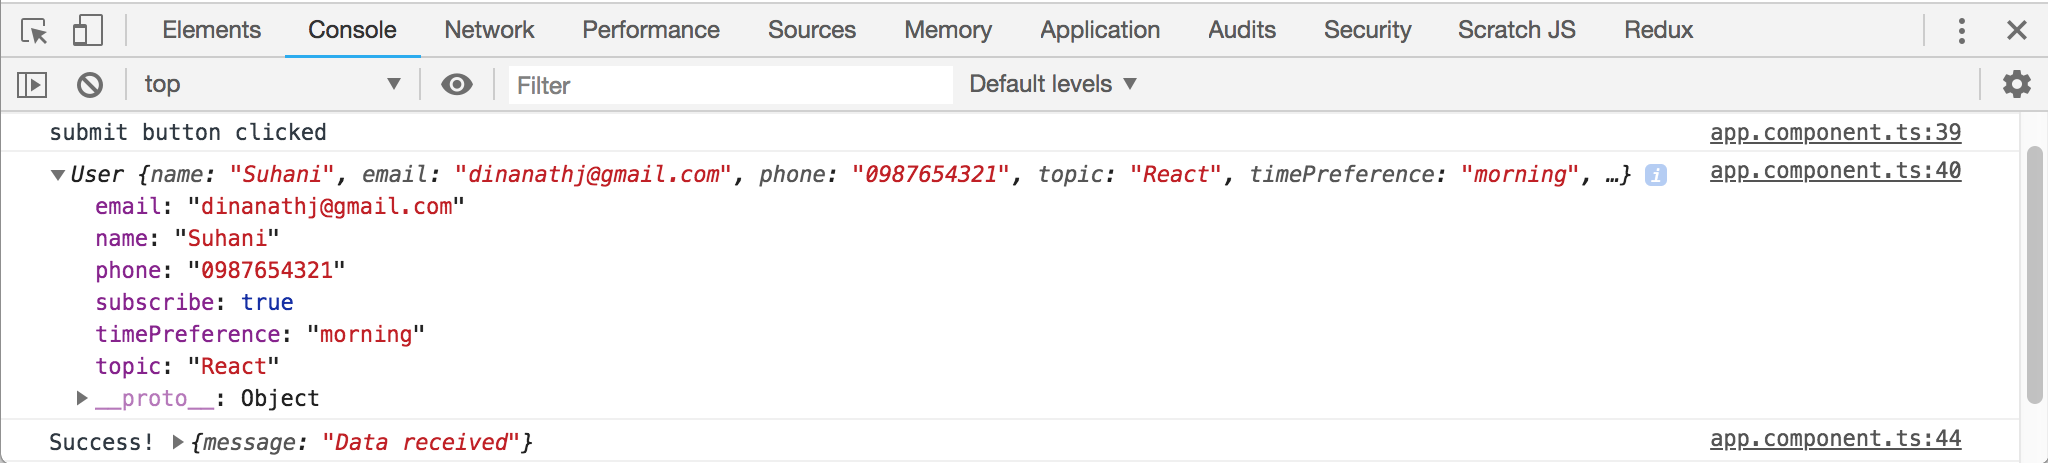 Elements Console Network Performance Sources Memory Application Audits Security Scratch JS Redux
top Filter Default levels
submit button clicked app.component.ts:39
User {name: "Suhani", email: "dinanathj@gmail.com", phone: "0987654321", topic: "React", timePreference: "morning", …} i app.component.ts:40
email: "dinanathj@gmail.com"
name: "Suhani"
phone: "0987654321"
subscribe: true
timePreference: "morning"
topic: "React"
__proto__: Object
Success! {message: "Data received"} app.component.ts:44